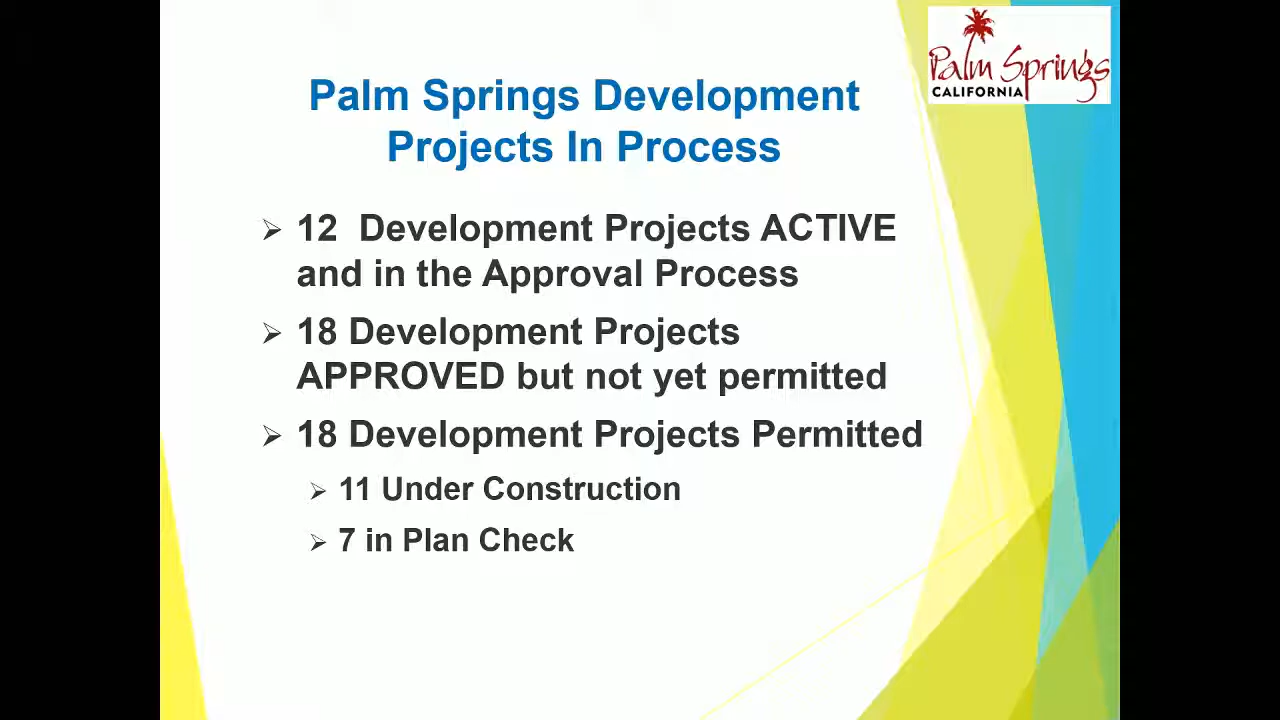 Palm Springs
CALIFORNIA
Palm Springs Development
Projects In Process
12 Development Projects ACTIVE
and in the Approval Process
18 Development Projects
APPROVED but not yet permitted
18 Development Projects Permitted
11 Under Construction
7 in Plan Check